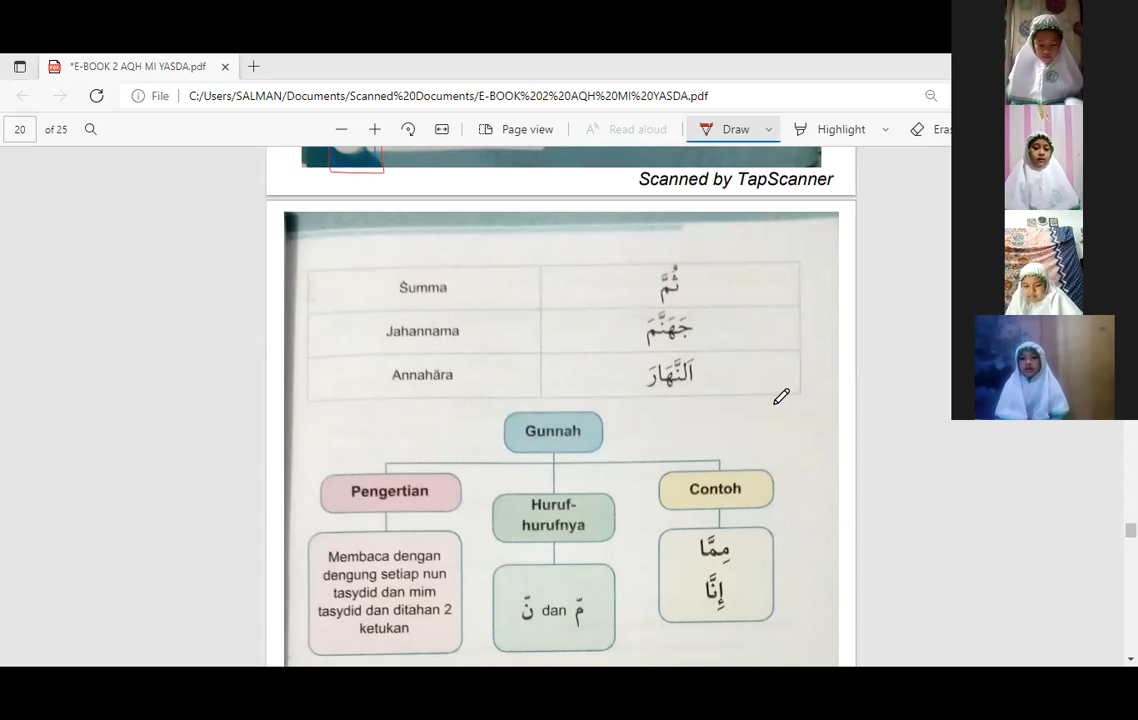 *E-BOOK 2 AQH MI YASDA.pdf
File C:/Users/SALMAN/Documents/Scanned%20Documents/E-BOOK%202%20AQH%20MI%20YASDA.pdf
20 of 25 Page view Read aloud Draw Highlight Eras
Scanned by TapScanner
Ṡumma ثُمَّ
Jahannama جَهَنَّمَ
Annahāra اَلنَّهَارَ
Gunnah
Pengertian
Huruf-
hurufnya
Contoh
Membaca dengan
dengung setiap nun
tasydid dan mim
tasydid dan ditahan 2
ketukan
نّ dan مّ
مِمَّا
إِنَّا